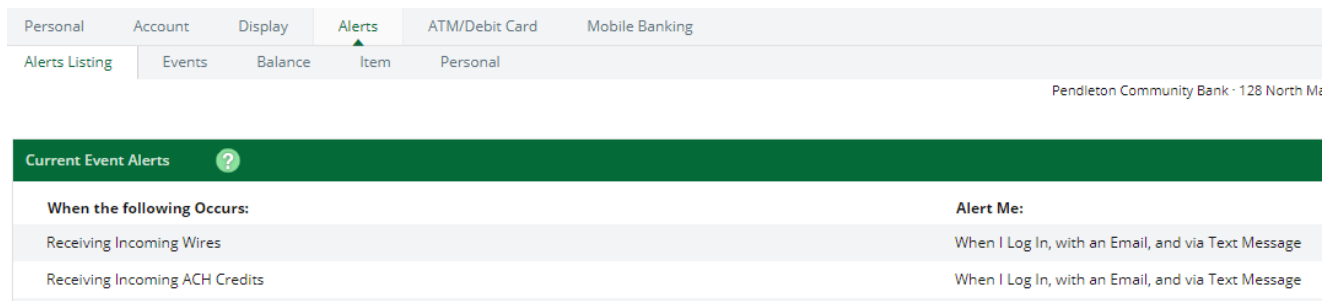 Personal Account Display Alerts ATM/Debit Card Mobile Banking
Alerts Listing Events Balance Item Personal
Pendleton Community Bank · 128 North Ma
Current Event Alerts ?
When the following Occurs: Alert Me:
Receiving Incoming Wires When I Log In, with an Email, and via Text Message
Receiving Incoming ACH Credits When I Log In, with an Email, and via Text Message